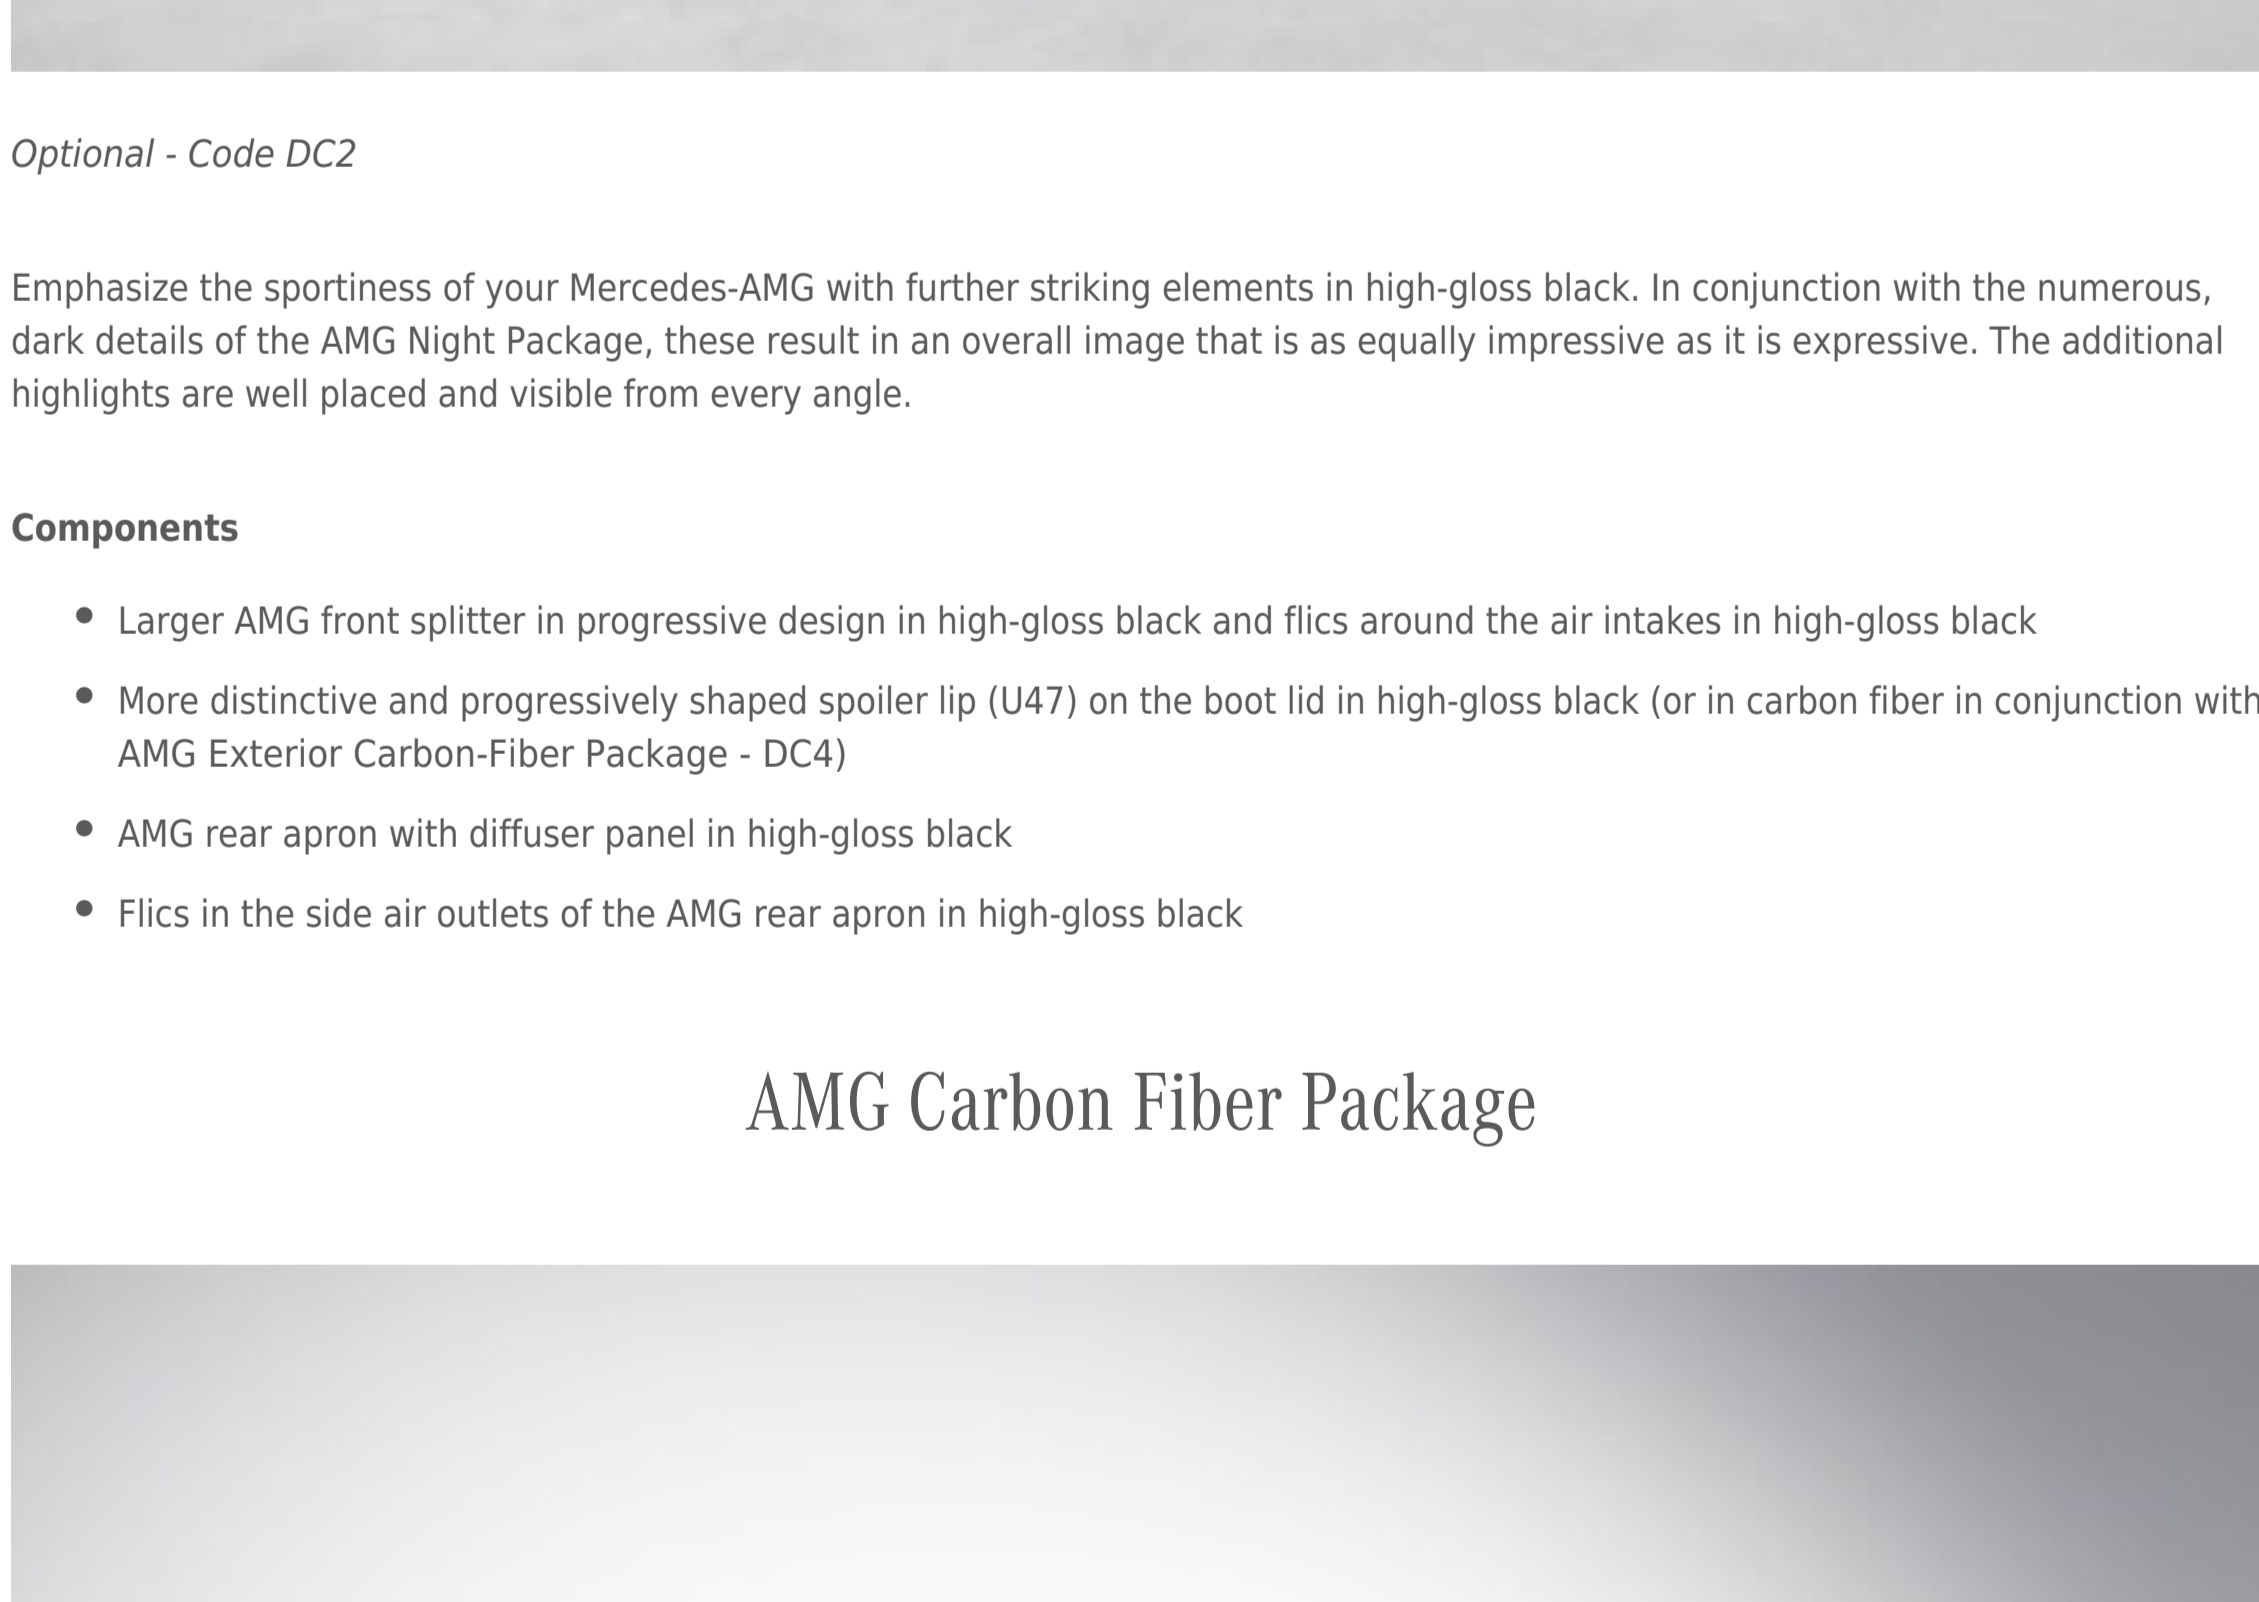 Optional - Code DC2
Emphasize the sportiness of your Mercedes-AMG with further striking elements in high-gloss black. In conjunction with the numerous,
dark details of the AMG Night Package, these result in an overall image that is as equally impressive as it is expressive. The additional
highlights are well placed and visible from every angle.
Components
• Larger AMG front splitter in progressive design in high-gloss black and flics around the air intakes in high-gloss black
• More distinctive and progressively shaped spoiler lip (U47) on the boot lid in high-gloss black (or in carbon fiber in conjunction with
AMG Exterior Carbon-Fiber Package - DC4)
• AMG rear apron with diffuser panel in high-gloss black
• Flics in the side air outlets of the AMG rear apron in high-gloss black
AMG Carbon Fiber Package